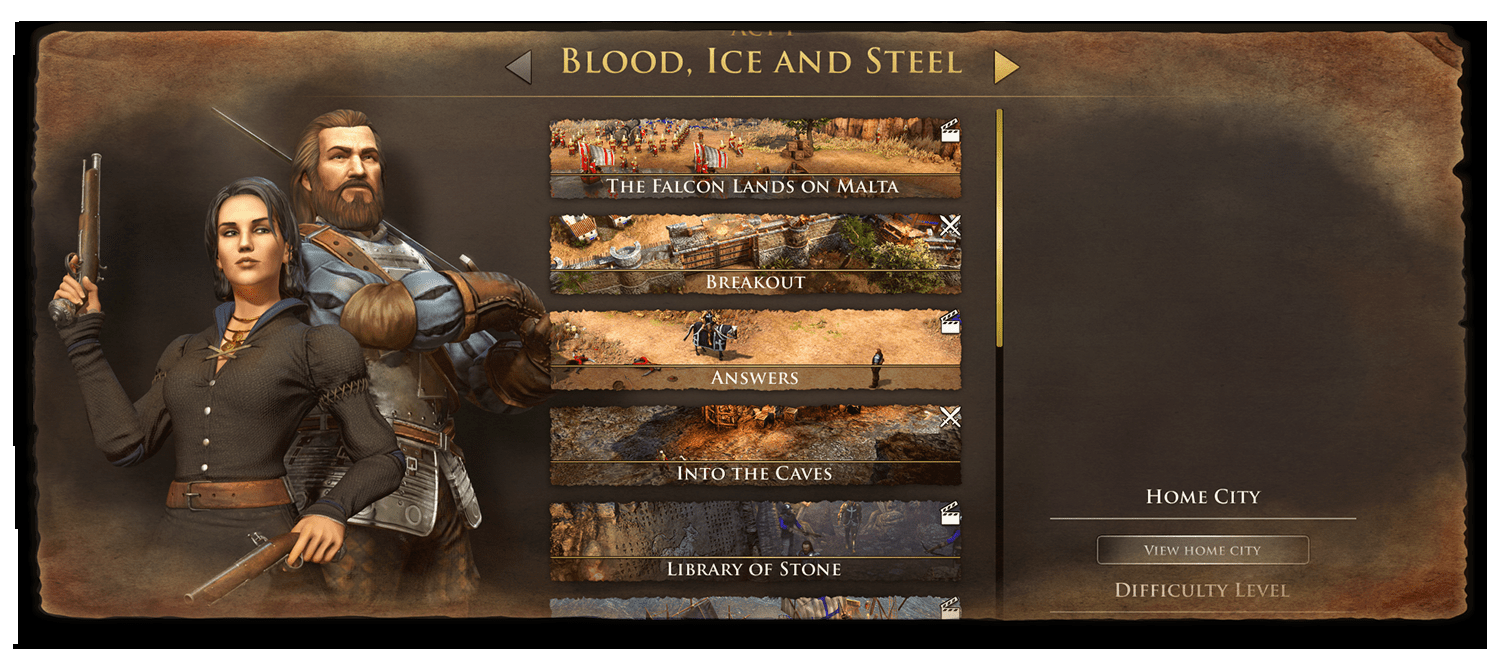 Act I
Blood, Ice and Steel
The Falcon Lands on Malta
Breakout
Answers
Into the Caves
Library of Stone
Home City
View home city
Difficulty Level